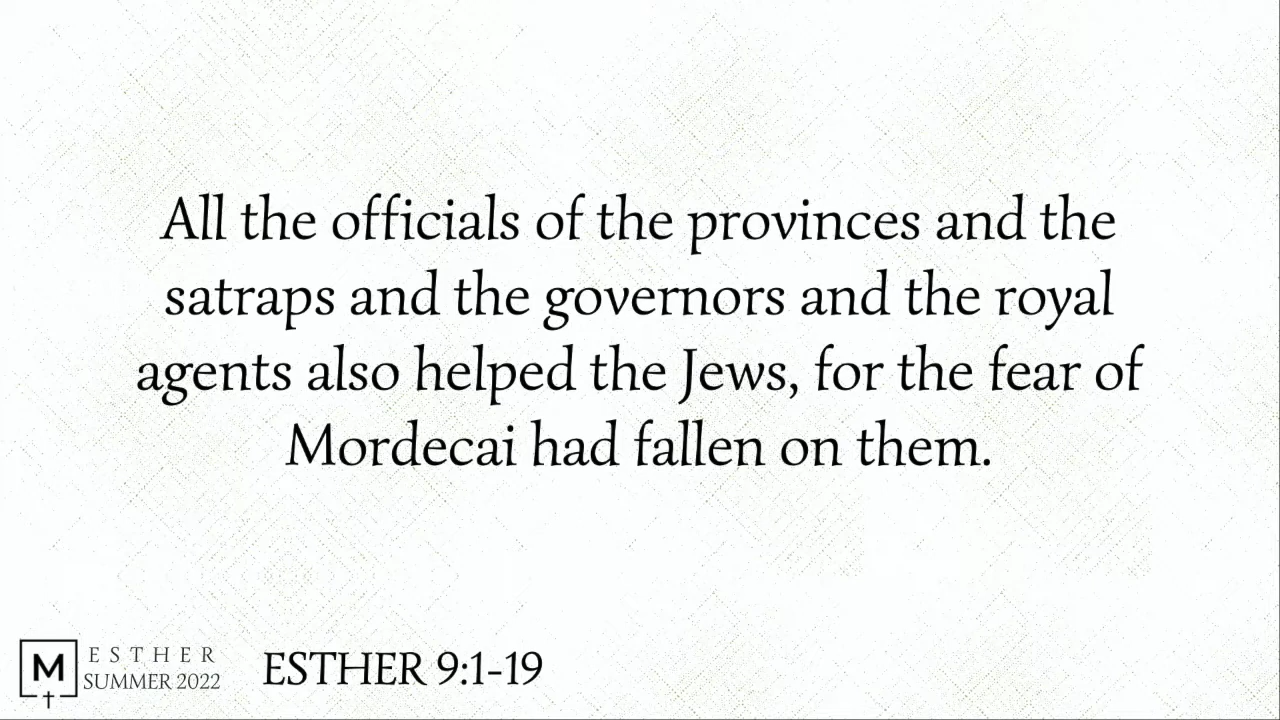 All the officials of the provinces and the
satraps and the governors and the royal
agents also helped the Jews, for the fear of
Mordecai had fallen on them.
M
ESTHER
SUMMER 2022
ESTHER 9:1-19